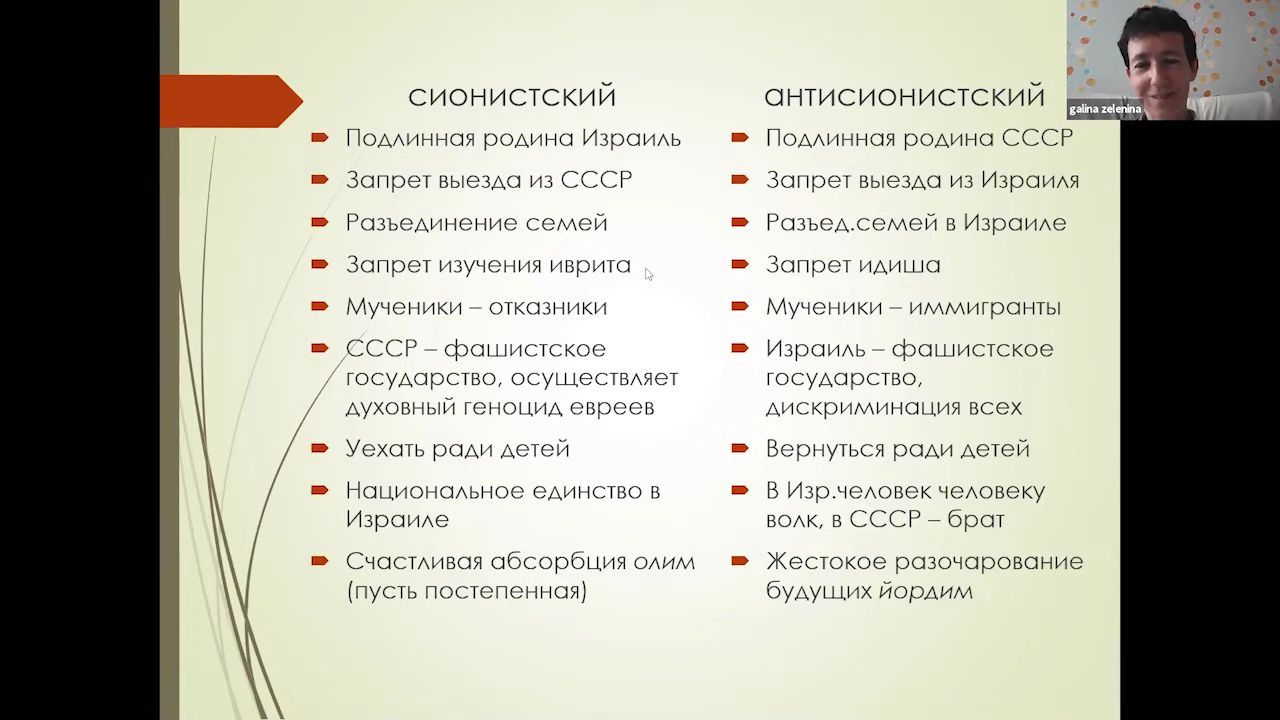 сионистский
Подлинная родина Израиль
Запрет выезда из СССР
Разъединение семей
Запрет изучения иврита
Мученики – отказники
СССР – фашистское
государство, осуществляет
духовный геноцид евреев
Уехать ради детей
Национальное единство в
Израиле
Счастливая абсорбция олим
(пусть постепенная)
антисионистский
Подлинная родина СССР
Запрет выезда из Израиля
Разъед.семей в Израиле
Запрет идиша
Мученики – иммигранты
Израиль – фашистское
государство,
дискриминация всех
Вернуться ради детей
В Изр.человек человеку
волк, в СССР – брат
Жестокое разочарование
будущих йордим
galina zelenina